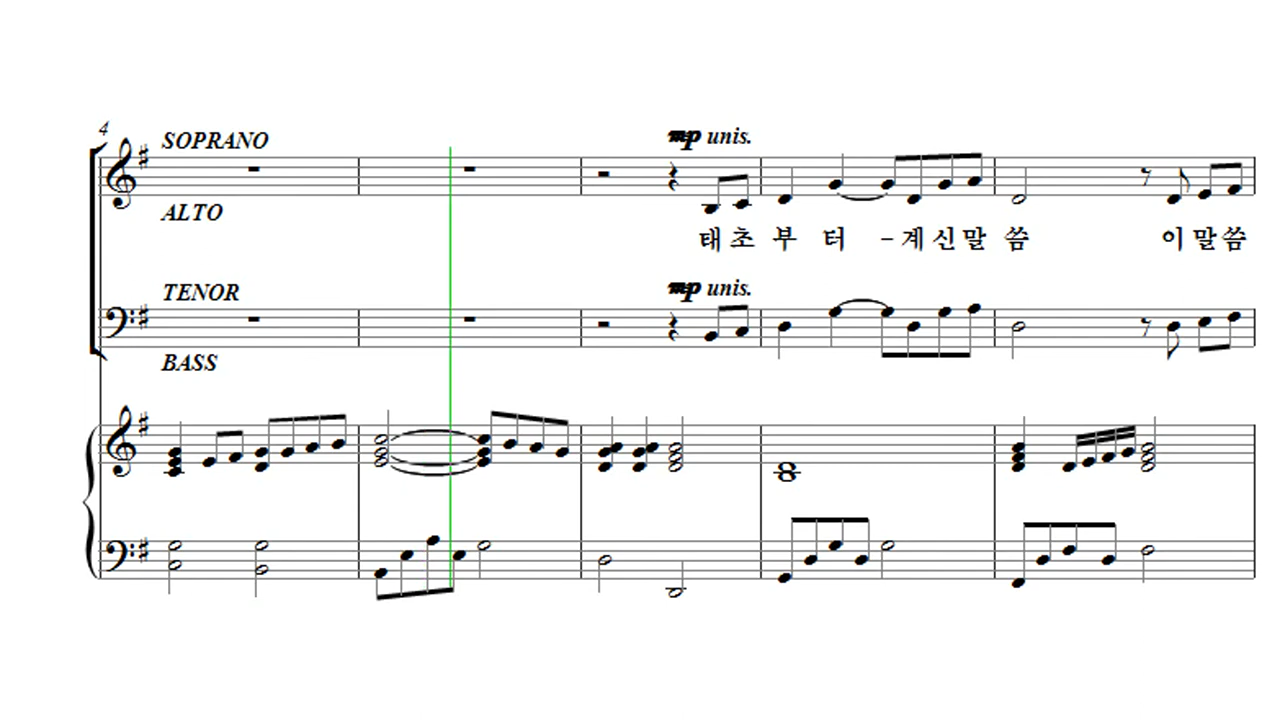 4
SOPRANO
mp unis.
ALTO
태 초 부 터 - 계 신 말 씀 이 말 씀
TENOR
mp unis.
BASS